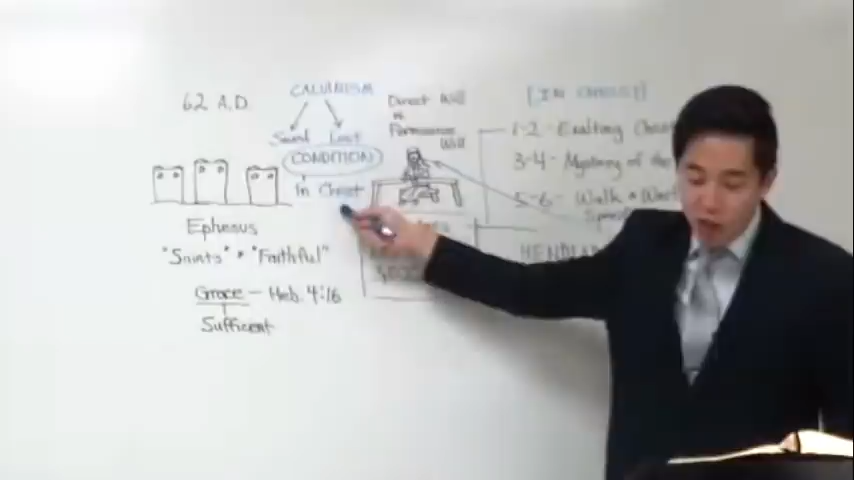 62 A.D.
Ephesus
"Saints" + "Faithful"
Grace - Heb. 4:16
Sufficient
CALVINISM
Saved Lost
CONDITION
in Christ
Direct Will
Permissive
Will
[IN CHRIST]
1-2- Exalting Christ
3-4- Mystery of the
5-6- Walk + War